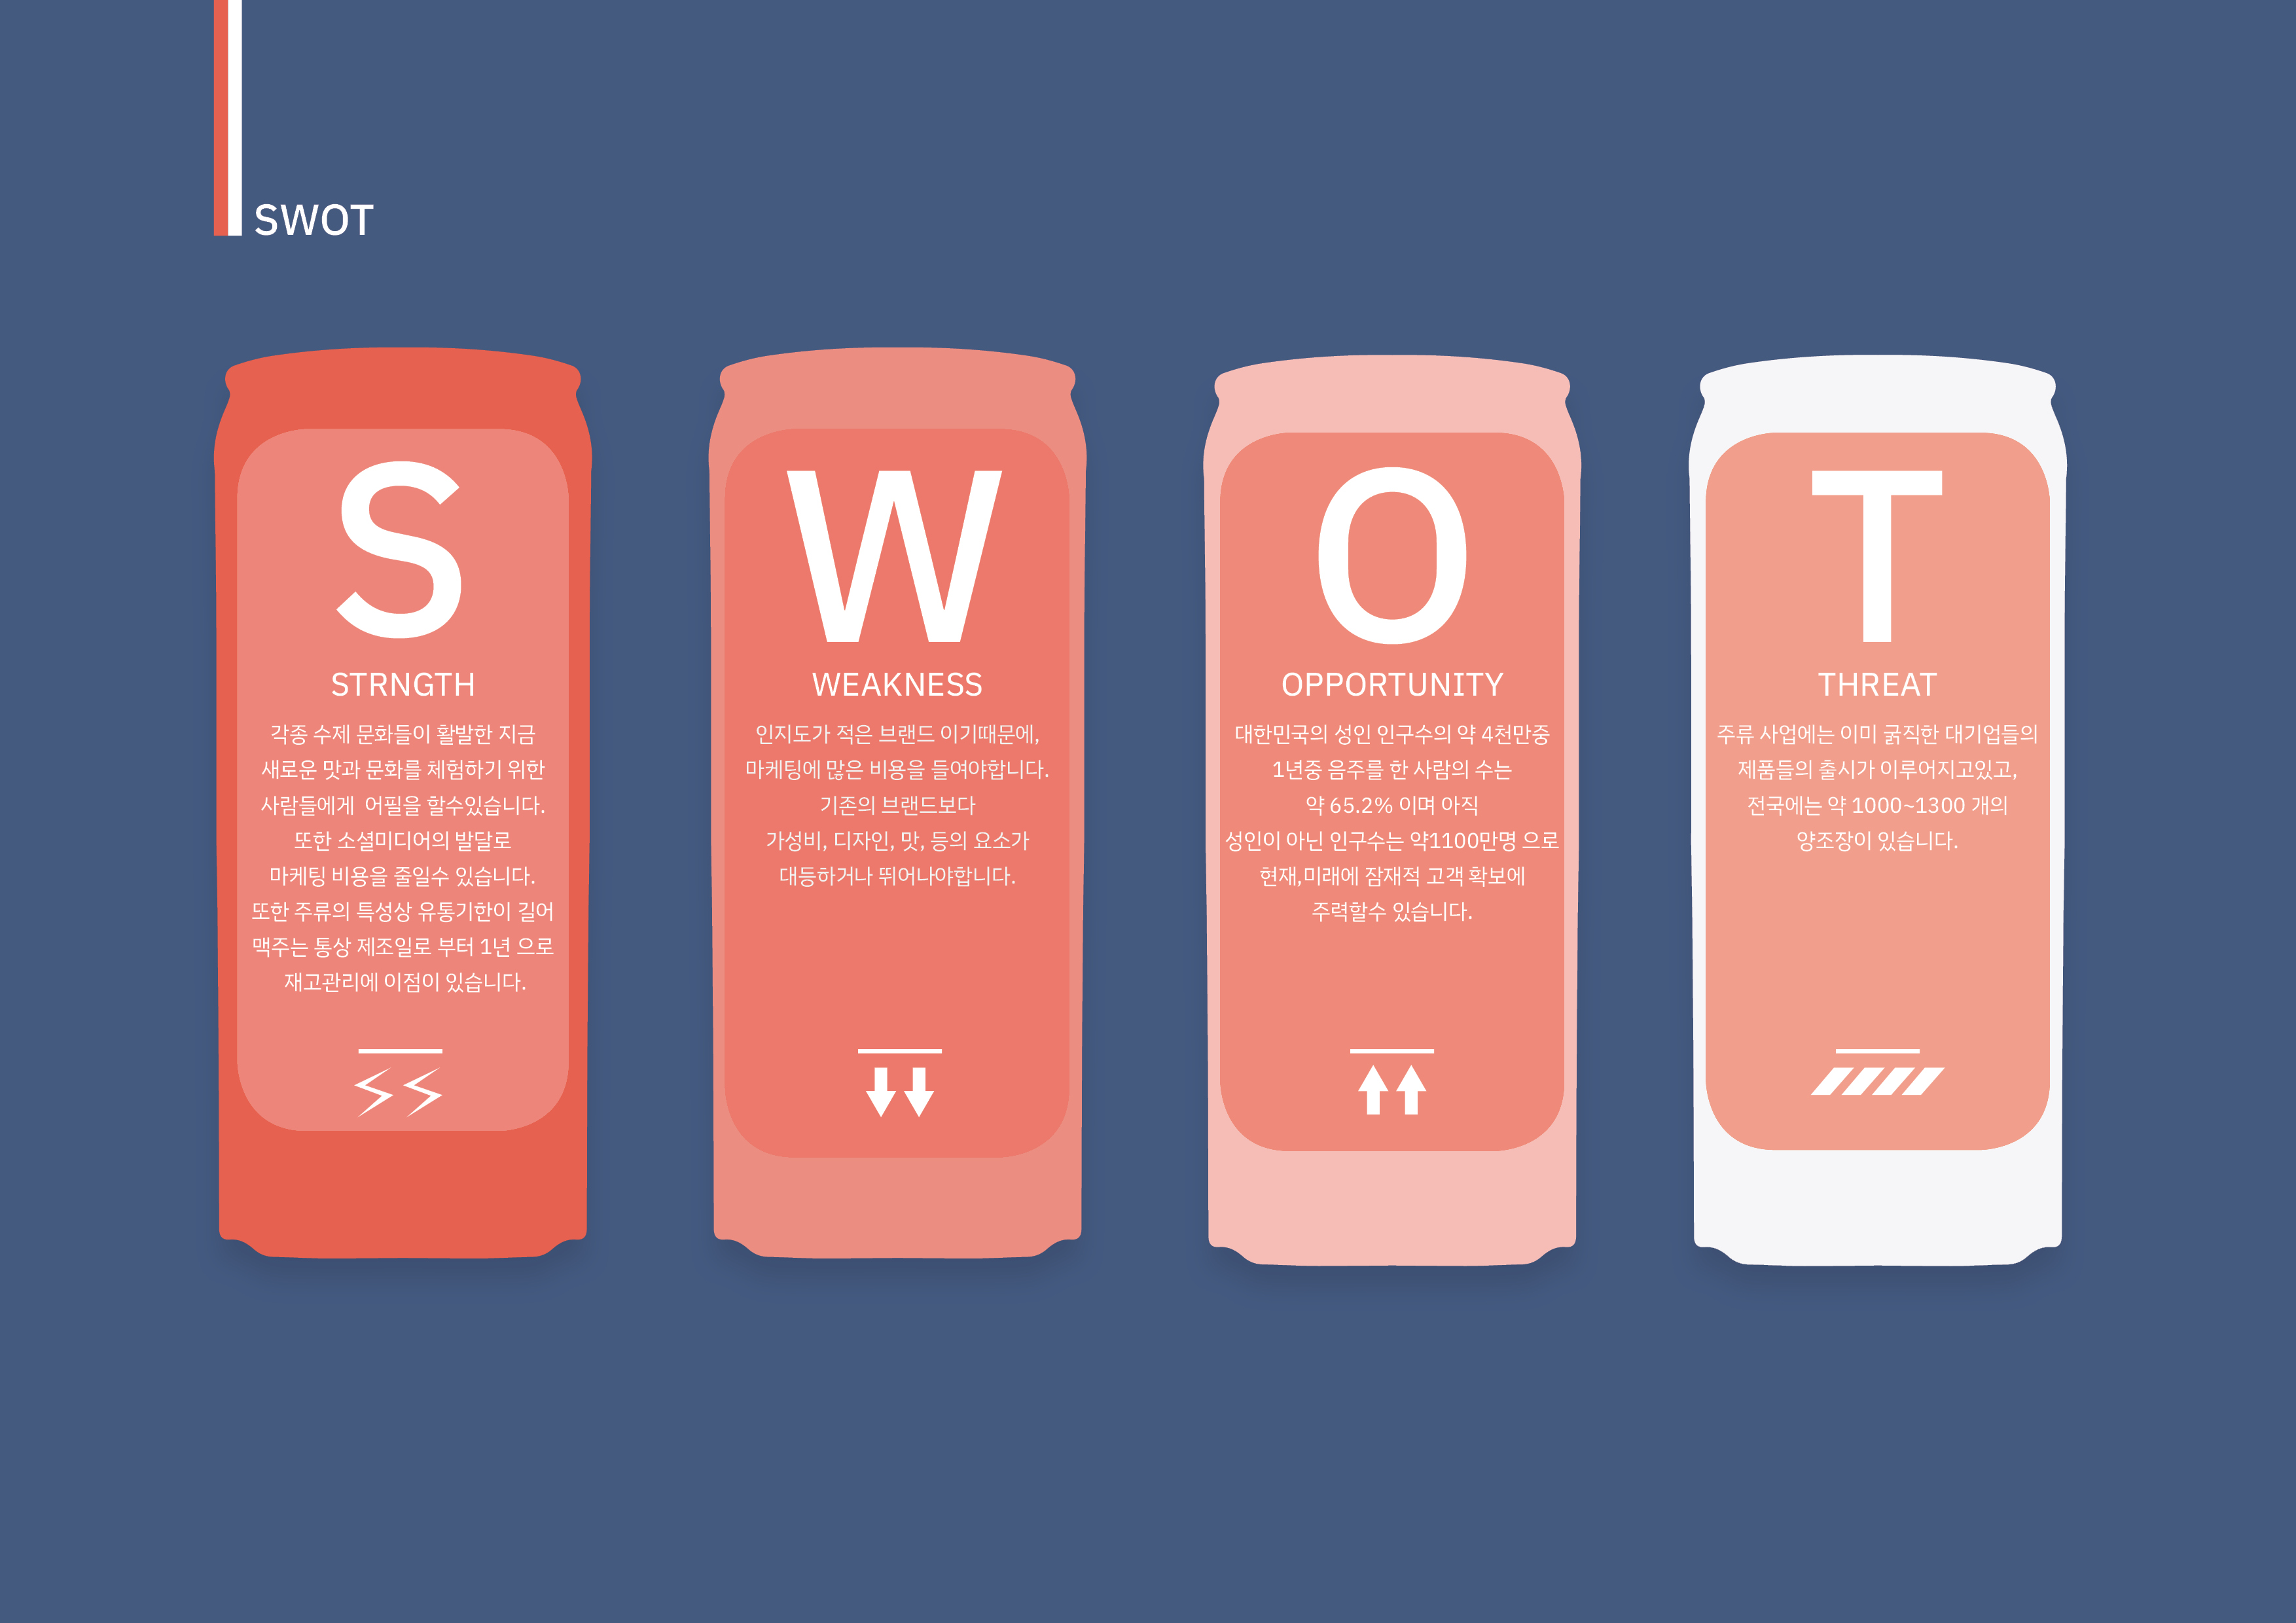 SWOT
S
STRNGTH
각종 수제 문화들이 활발한 지금
새로운 맛과 문화를 체험하기 위한
사람들에게 어필을 할수있습니다.
또한 소셜미디어의 발달로
마케팅 비용을 줄일수 있습니다.
또한 주류의 특성상 유통기한이 길어
맥주는 통상 제조일로 부터 1년 으로
재고관리에 이점이 있습니다.
W
WEAKNESS
인지도가 적은 브랜드 이기때문에,
마케팅에 많은 비용을 들여야합니다.
기존의 브랜드보다
가성비, 디자인, 맛, 등의 요소가
대등하거나 뛰어나야합니다.
O
OPPORTUNITY
대한민국의 성인 인구수의 약 4천만중
1년중 음주를 한 사람의 수는
약 65.2% 이며 아직
성인이 아닌 인구수는 약1100만명 으로
현재,미래에 잠재적 고객 확보에
주력할수 있습니다.
T
THREAT
주류 사업에는 이미 굵직한 대기업들의
제품들의 출시가 이루어지고있고,
전국에는 약 1000~1300 개의
양조장이 있습니다.